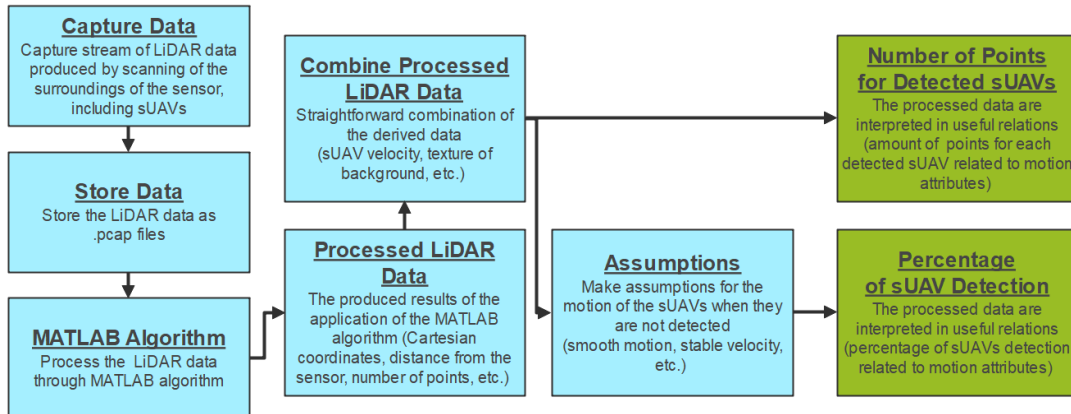 Capture Data
Capture stream of LiDAR data
produced by scanning of the
surroundings of the sensor,
including sUAVs
Store Data
Store the LiDAR data as
.pcap files
MATLAB Algorithm
Process the LiDAR data
through MATLAB algorithm
Processed LiDAR
Data
The produced results of the
application of the MATLAB
algorithm (Cartesian
coordinates, distance from the
sensor, number of points, etc.)
Combine Processed
LiDAR Data
Straightforward combination of
the derived data
(sUAV velocity, texture of
background, etc.)
Assumptions
Make assumptions for the
motion of the sUAVs when they
are not detected
(smooth motion, stable velocity,
etc.)
Number of Points
for Detected sUAVs
The processed data are
interpreted in useful relations
(amount of points for each
detected sUAV related to motion
attributes)
Percentage
of sUAV Detection
The processed data are
interpreted in useful relations
(percentage of sUAVs detection
related to motion attributes)